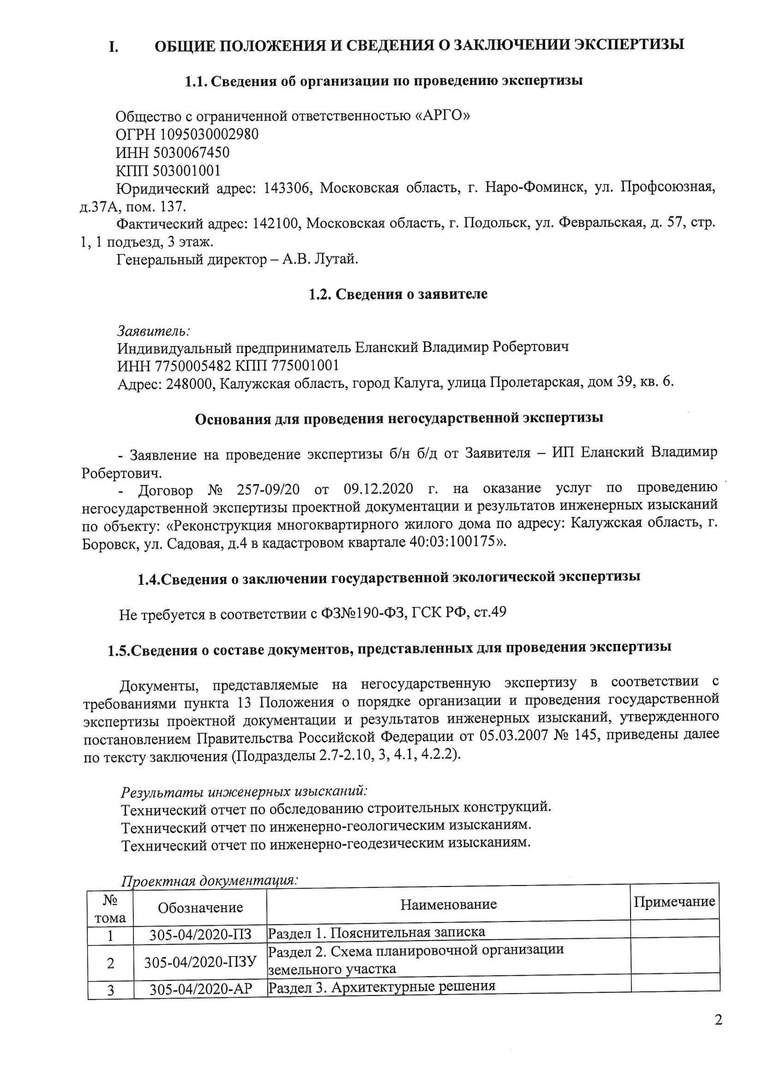 I. ОБЩИЕ ПОЛОЖЕНИЯ И СВЕДЕНИЯ О ЗАКЛЮЧЕНИИ ЭКСПЕРТИЗЫ
1.1. Сведения об организации по проведению экспертизы
Общество с ограниченной ответственностью «АРГО»
ОГРН 1095030002980
ИНН 5030067450
КПП 503001001
Юридический адрес: 143306, Московская область, г. Наро-Фоминск, ул. Профсоюзная,
д.37А, пом. 137.
Фактический адрес: 142100, Московская область, г. Подольск, ул. Февральская, д. 57, стр.
1, 1 подъезд, 3 этаж.
Генеральный директор – А.В. Лутай.
1.2. Сведения о заявителе
Заявитель:
Индивидуальный предприниматель Еланский Владимир Робертович
ИНН 7750005482 КПП 775001001
Адрес: 248000, Калужская область, город Калуга, улица Пролетарская, дом 39, кв. 6.
Основания для проведения негосударственной экспертизы
- Заявление на проведение экспертизы б/н б/д от Заявителя – ИП Еланский Владимир
Робертович.
- Договор № 257-09/20 от 09.12.2020 г. на оказание услуг по проведению
негосударственной экспертизы проектной документации и результатов инженерных изысканий
по объекту: «Реконструкция многоквартирного жилого дома по адресу: Калужская область, г.
Боровск, ул. Садовая, д.4 в кадастровом квартале 40:03:100175».
1.4.Сведения о заключении государственной экологической экспертизы
Не требуется в соответствии с ФЗ№190-ФЗ, ГСК РФ, ст.49
1.5.Сведения о составе документов, представленных для проведения экспертизы
Документы, представляемые на негосударственную экспертизу в соответствии с
требованиями пункта 13 Положения о порядке организации и проведения государственной
экспертизы проектной документации и результатов инженерных изысканий, утвержденного
постановлением Правительства Российской Федерации от 05.03.2007 № 145, приведены далее
по тексту заключения (Подразделы 2.7-2.10, 3, 4.1, 4.2.2).
Результаты инженерных изысканий:
Технический отчет по обследованию строительных конструкций.
Технический отчет по инженерно-геологическим изысканиям.
Технический отчет по инженерно-геодезическим изысканиям.
Проектная документация:
№ тома Обозначение Наименование Примечание
1 305-04/2020-ПЗ Раздел 1. Пояснительная записка
2 305-04/2020-ПЗУ Раздел 2. Схема планировочной организации
земельного участка
3 305-04/2020-АР Раздел 3. Архитектурные решения
2